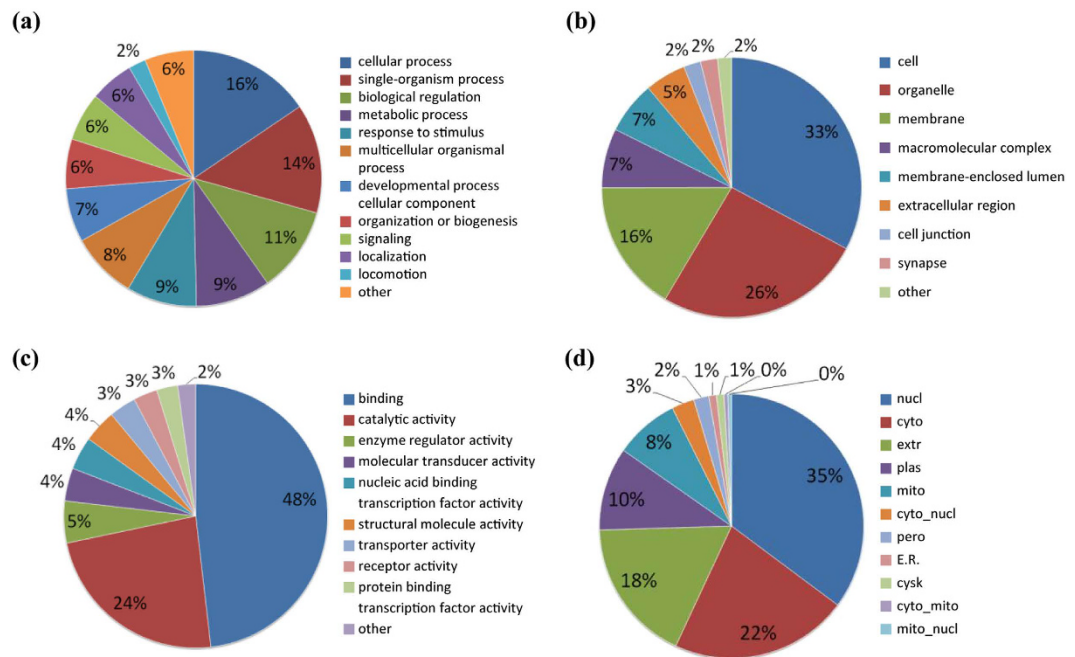 (a)
2%
6%
6%
6%
6%
7%
8%
9%
9%
11%
14%
16%
cellular process
single-organism process
biological regulation
metabolic process
response to stimulus
multicellular organismal
process
developmental process
cellular component
organization or biogenesis
signaling
localization
locomotion
other
(b)
2% 2% 2%
5%
7%
7%
16%
26%
33%
cell
organelle
membrane
macromolecular complex
membrane-enclosed lumen
extracellular region
cell junction
synapse
other
(c)
3% 3% 2%
3%
4%
4%
4%
5%
24%
48%
binding
catalytic activity
enzyme regulator activity
molecular transducer activity
nucleic acid binding
transcription factor activity
structural molecule activity
transporter activity
receptor activity
protein binding
transcription factor activity
other
(d)
2% 1% 1% 0%
0%
3%
8%
10%
18%
22%
35%
nucl
cyto
extr
plas
mito
cyto_nucl
pero
E.R.
cysk
cyto_mito
mito_nucl